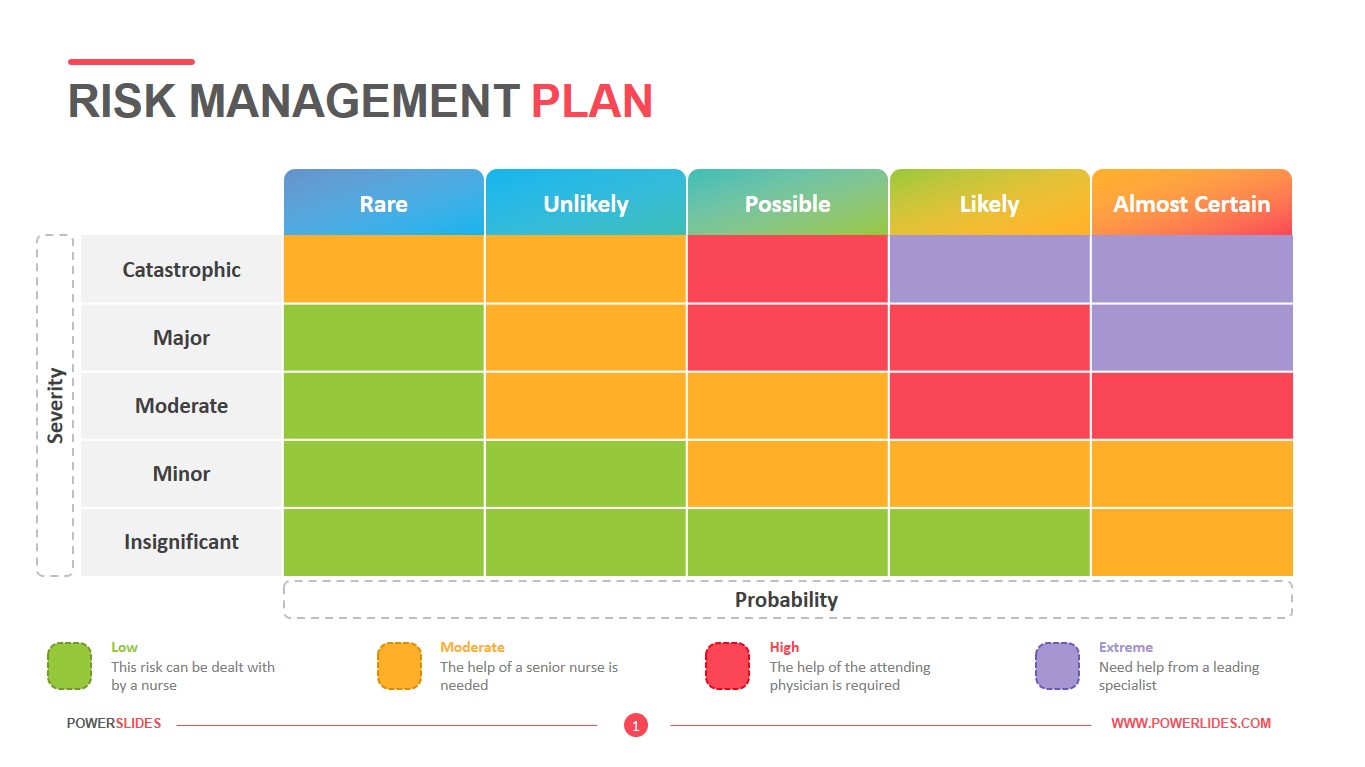 RISK MANAGEMENT PLAN
Rare
Unlikely
Possible
Likely
Almost Certain
Severity
Catastrophic
Major
Moderate
Minor
Insignificant
Probability
Low
This risk can be dealt with
by a nurse
Moderate
The help of a senior nurse is
needed
High
The help of the attending
physician is required
Extreme
Need help from a leading
specialist
POWERSLIDES
1
WWW.POWERLIDES.COM